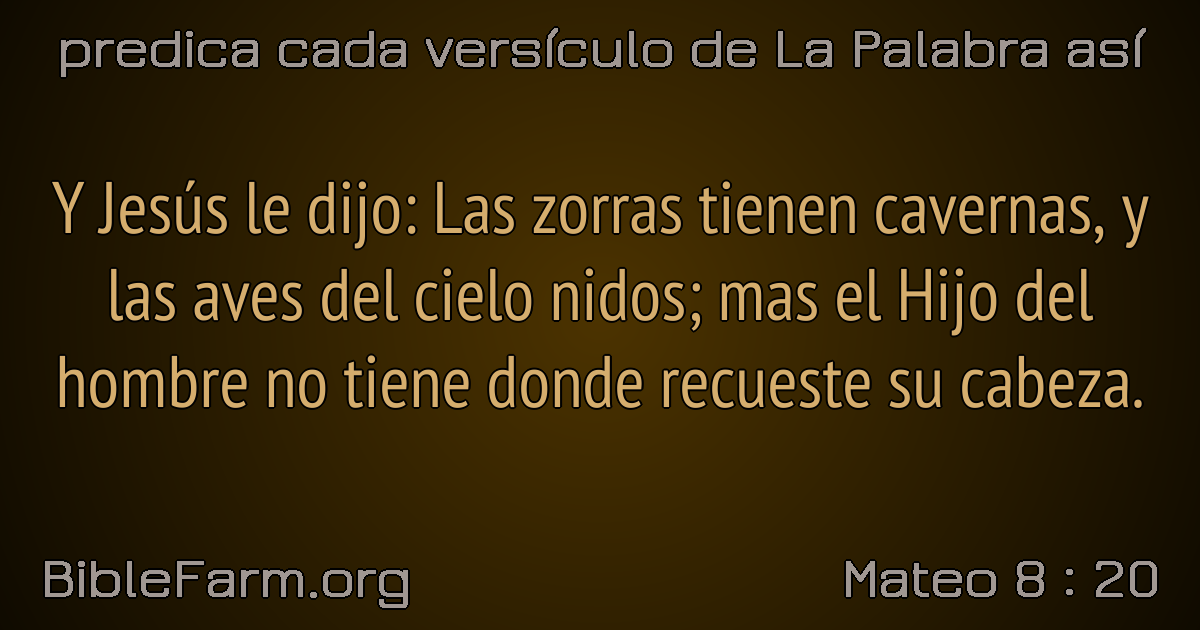 predica cada versículo de La Palabra así
Y Jesús le dijo: Las zorras tienen cavernas, y
las aves del cielo nidos; mas el Hijo del
hombre no tiene donde recueste su cabeza.
BibleFarm.org
Mateo 8 : 20